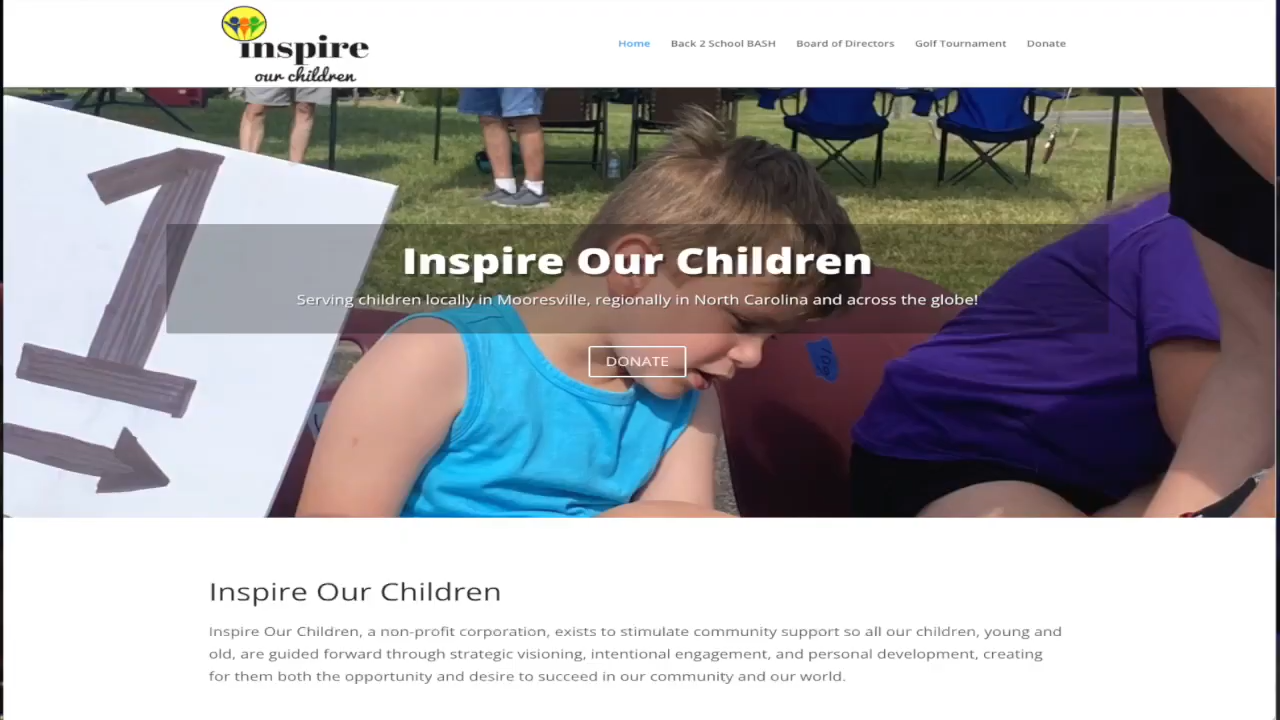 inspire
our children
Home Back 2 School BASH Board of Directors Golf Tournament Donate
1
Inspire Our Children
Serving children locally in Mooresville, regionally in North Carolina and across the globe!
DONATE
Inspire Our Children
Inspire Our Children, a non-profit corporation, exists to stimulate community support so all our children, young and
old, are guided forward through strategic visioning, intentional engagement, and personal development, creating
for them both the opportunity and desire to succeed in our community and our world.